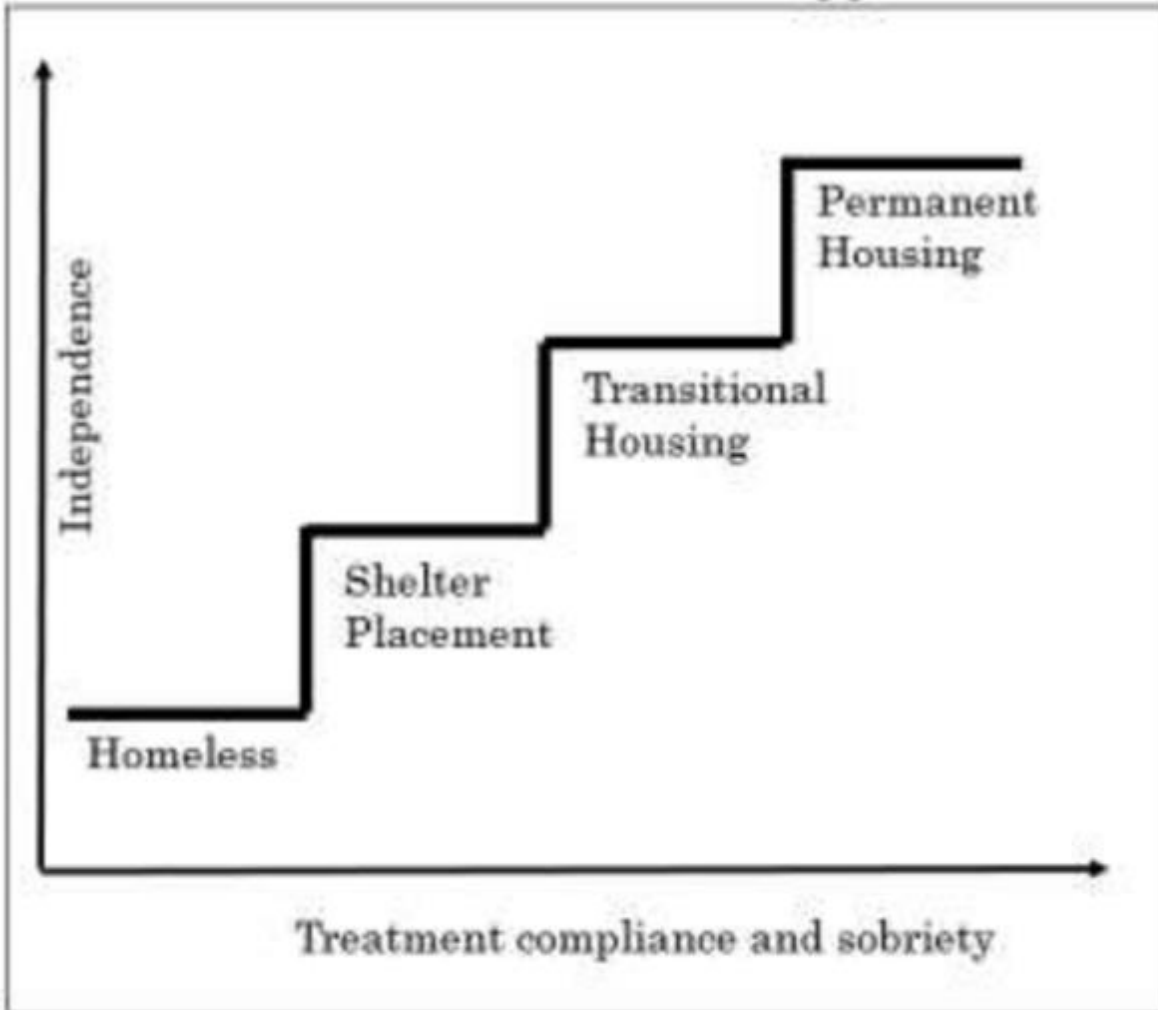 Independence
Permanent
Housing
Transitional
Housing
Shelter
Placement
Homeless
Treatment compliance and sobriety